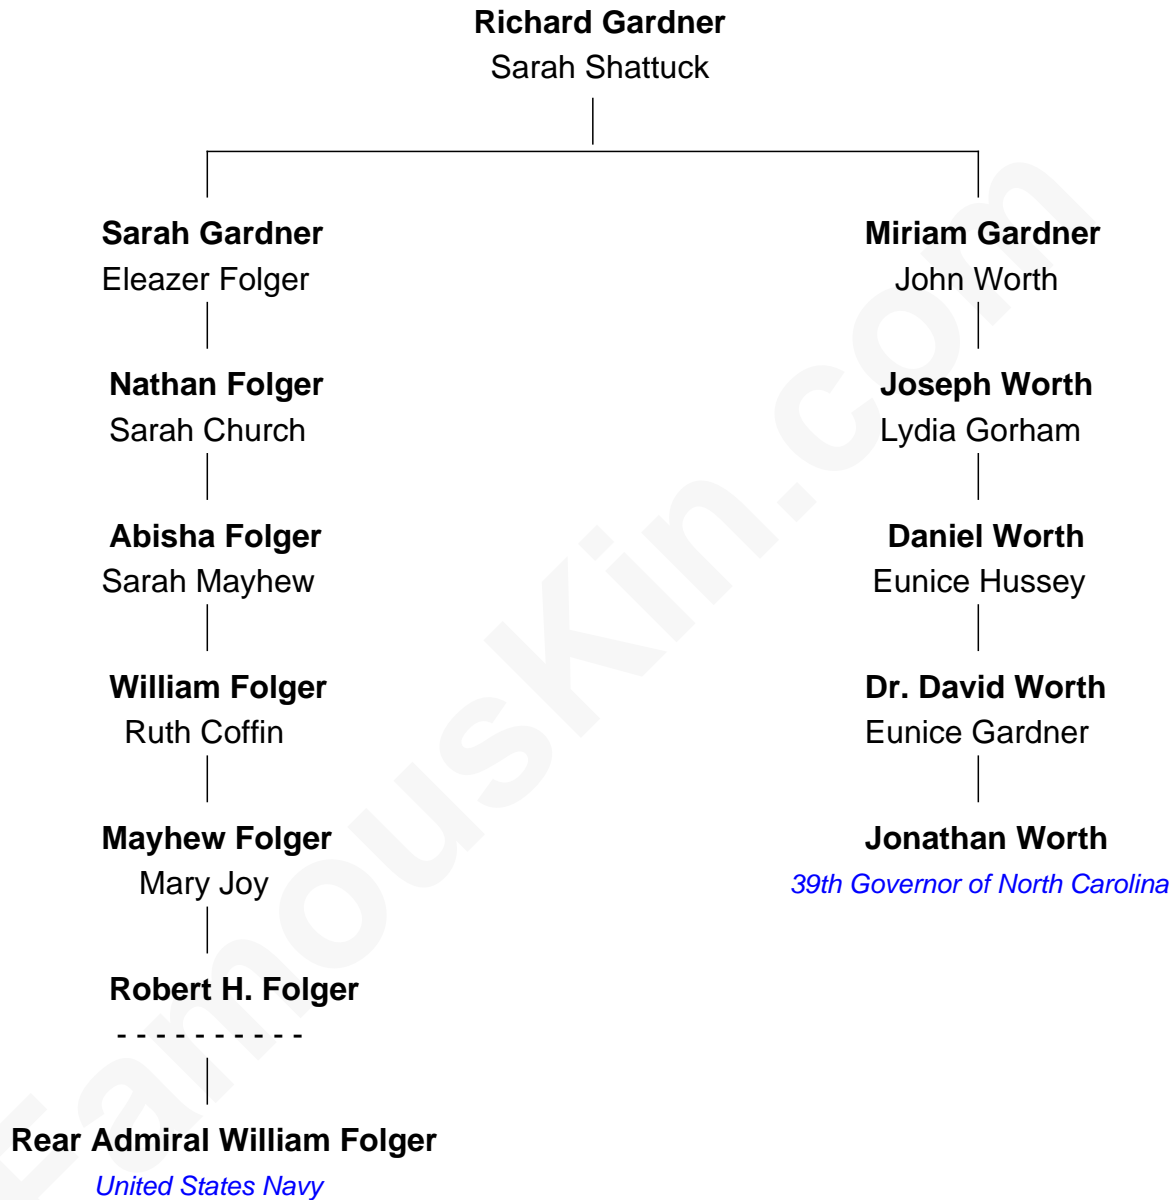 Richard Gardner
Sarah Shattuck
Sarah Gardner
Eleazer Folger
Miriam Gardner
John Worth
Nathan Folger
Sarah Church
Joseph Worth
Lydia Gorham
Abisha Folger
Sarah Mayhew
Daniel Worth
Eunice Hussey
William Folger
Ruth Coffin
Dr. David Worth
Eunice Gardner
Mayhew Folger
Mary Joy
Jonathan Worth
39th Governor of North Carolina
Robert H. Folger
- - - - - - - - - -
Rear Admiral William Folger
United States Navy
FamousKin.com